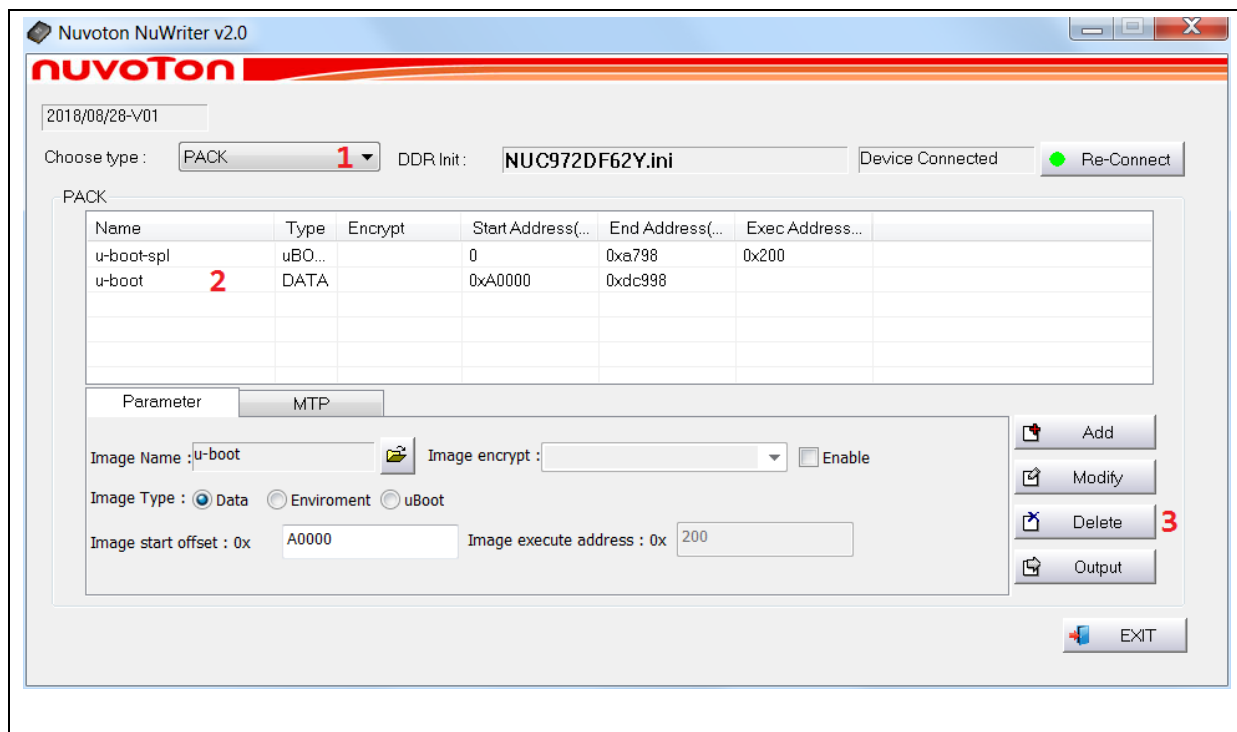 Nuvoton NuWriter v2.0
nuvoTon
2018/08/28-V01
Choose type : PACK 1 DDR Init : NUC972DF62Y.ini Device Connected Re-Connect
PACK
Name Type Encrypt Start Address(... End Address(... Exec Address...
u-boot-spl uBO... 0 0xa798 0x200
u-boot 2 DATA 0xA0000 0xdc998
Parameter MTP
Add
Image Name : u-boot Image encrypt : Enable
Modify
Image Type : Data Enviroment uBoot
Delete 3
Image start offset : 0x A0000 Image execute address : 0x 200
Output
EXIT